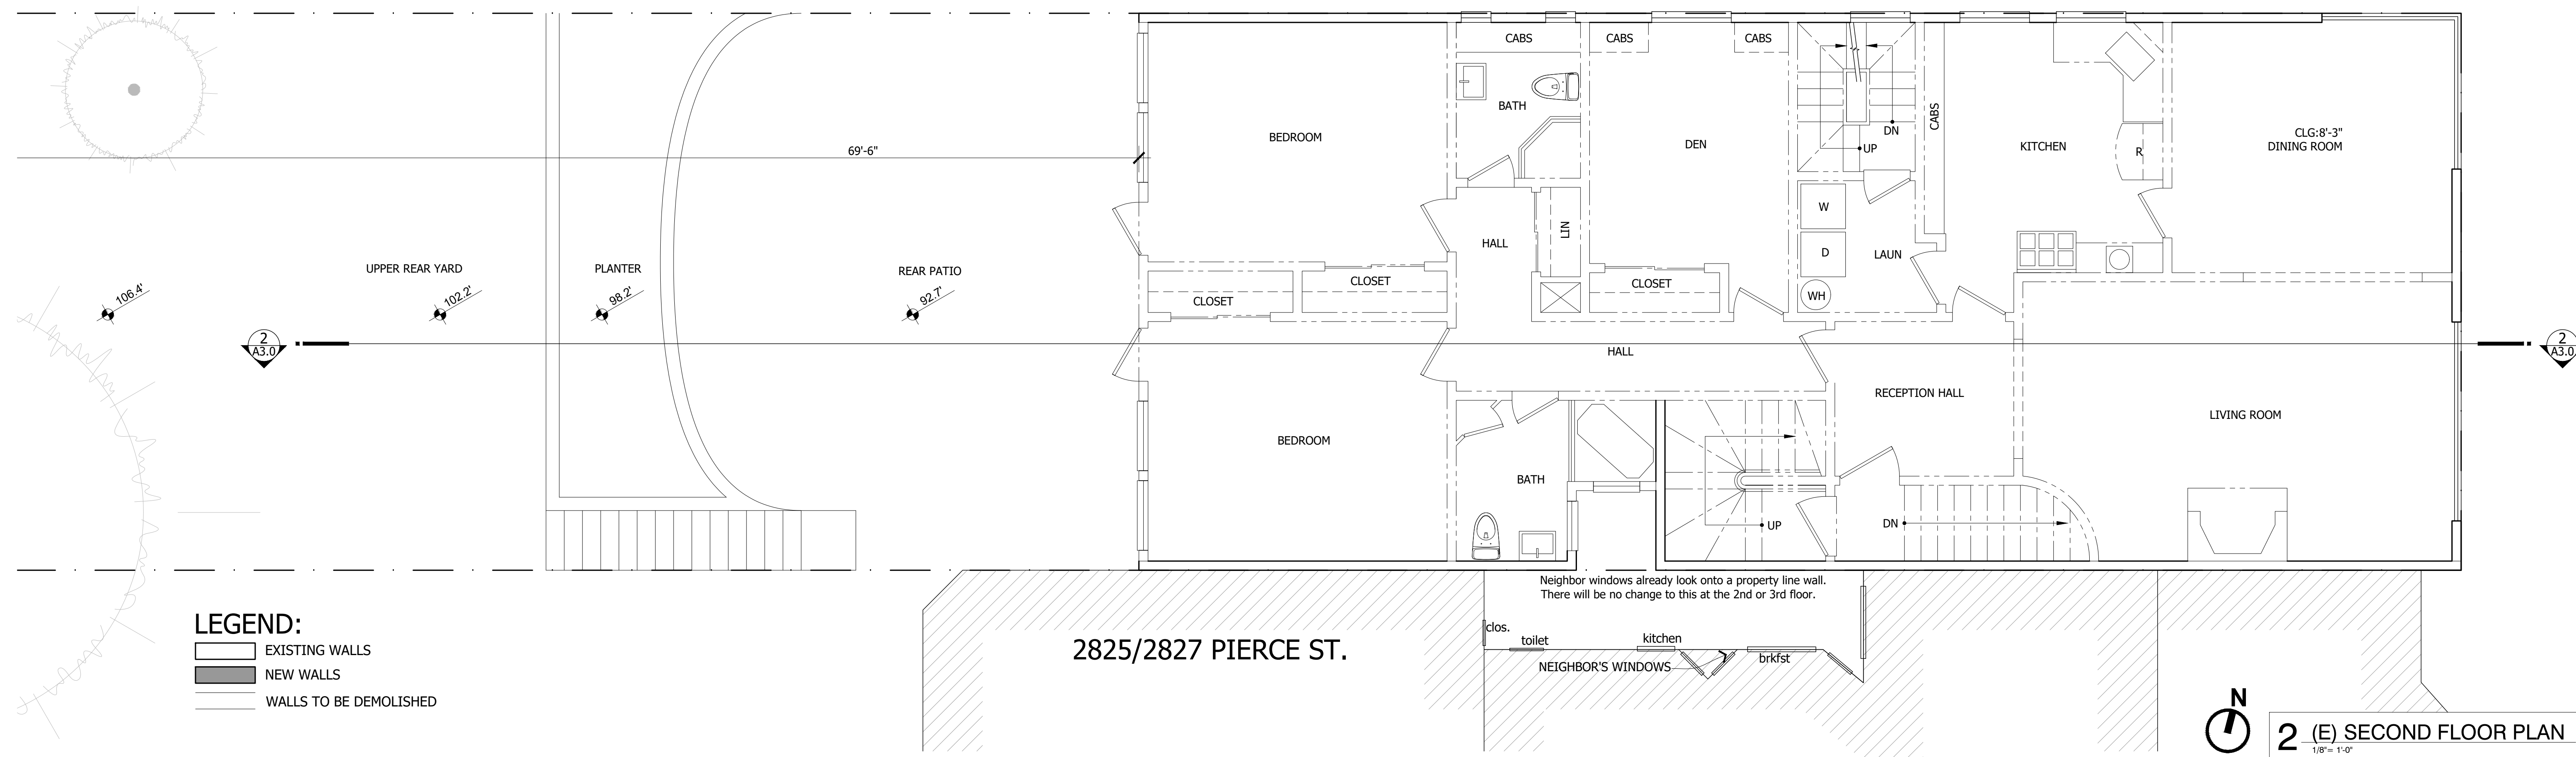 CABS
CABS
CABS
BATH
BEDROOM
69'-6"
DEN
DN
UP
CABS
KITCHEN
R
CLG:8'-3"
DINING ROOM
W
D
WH
LAUN
HALL
LIN
UPPER REAR YARD
PLANTER
REAR PATIO
106.4'
102.2'
98.2'
92.7'
CLOSET
CLOSET
CLOSET
2
A3.0
HALL
2
A3.0
RECEPTION HALL
LIVING ROOM
BEDROOM
BATH
UP
DN
Neighbor windows already look onto a property line wall.
There will be no change to this at the 2nd or 3rd floor.
clos.
toilet
kitchen
brkfst
NEIGHBOR'S WINDOWS
2825/2827 PIERCE ST.
LEGEND:
EXISTING WALLS
NEW WALLS
WALLS TO BE DEMOLISHED
N
2 (E) SECOND FLOOR PLAN
1/8"= 1'-0"